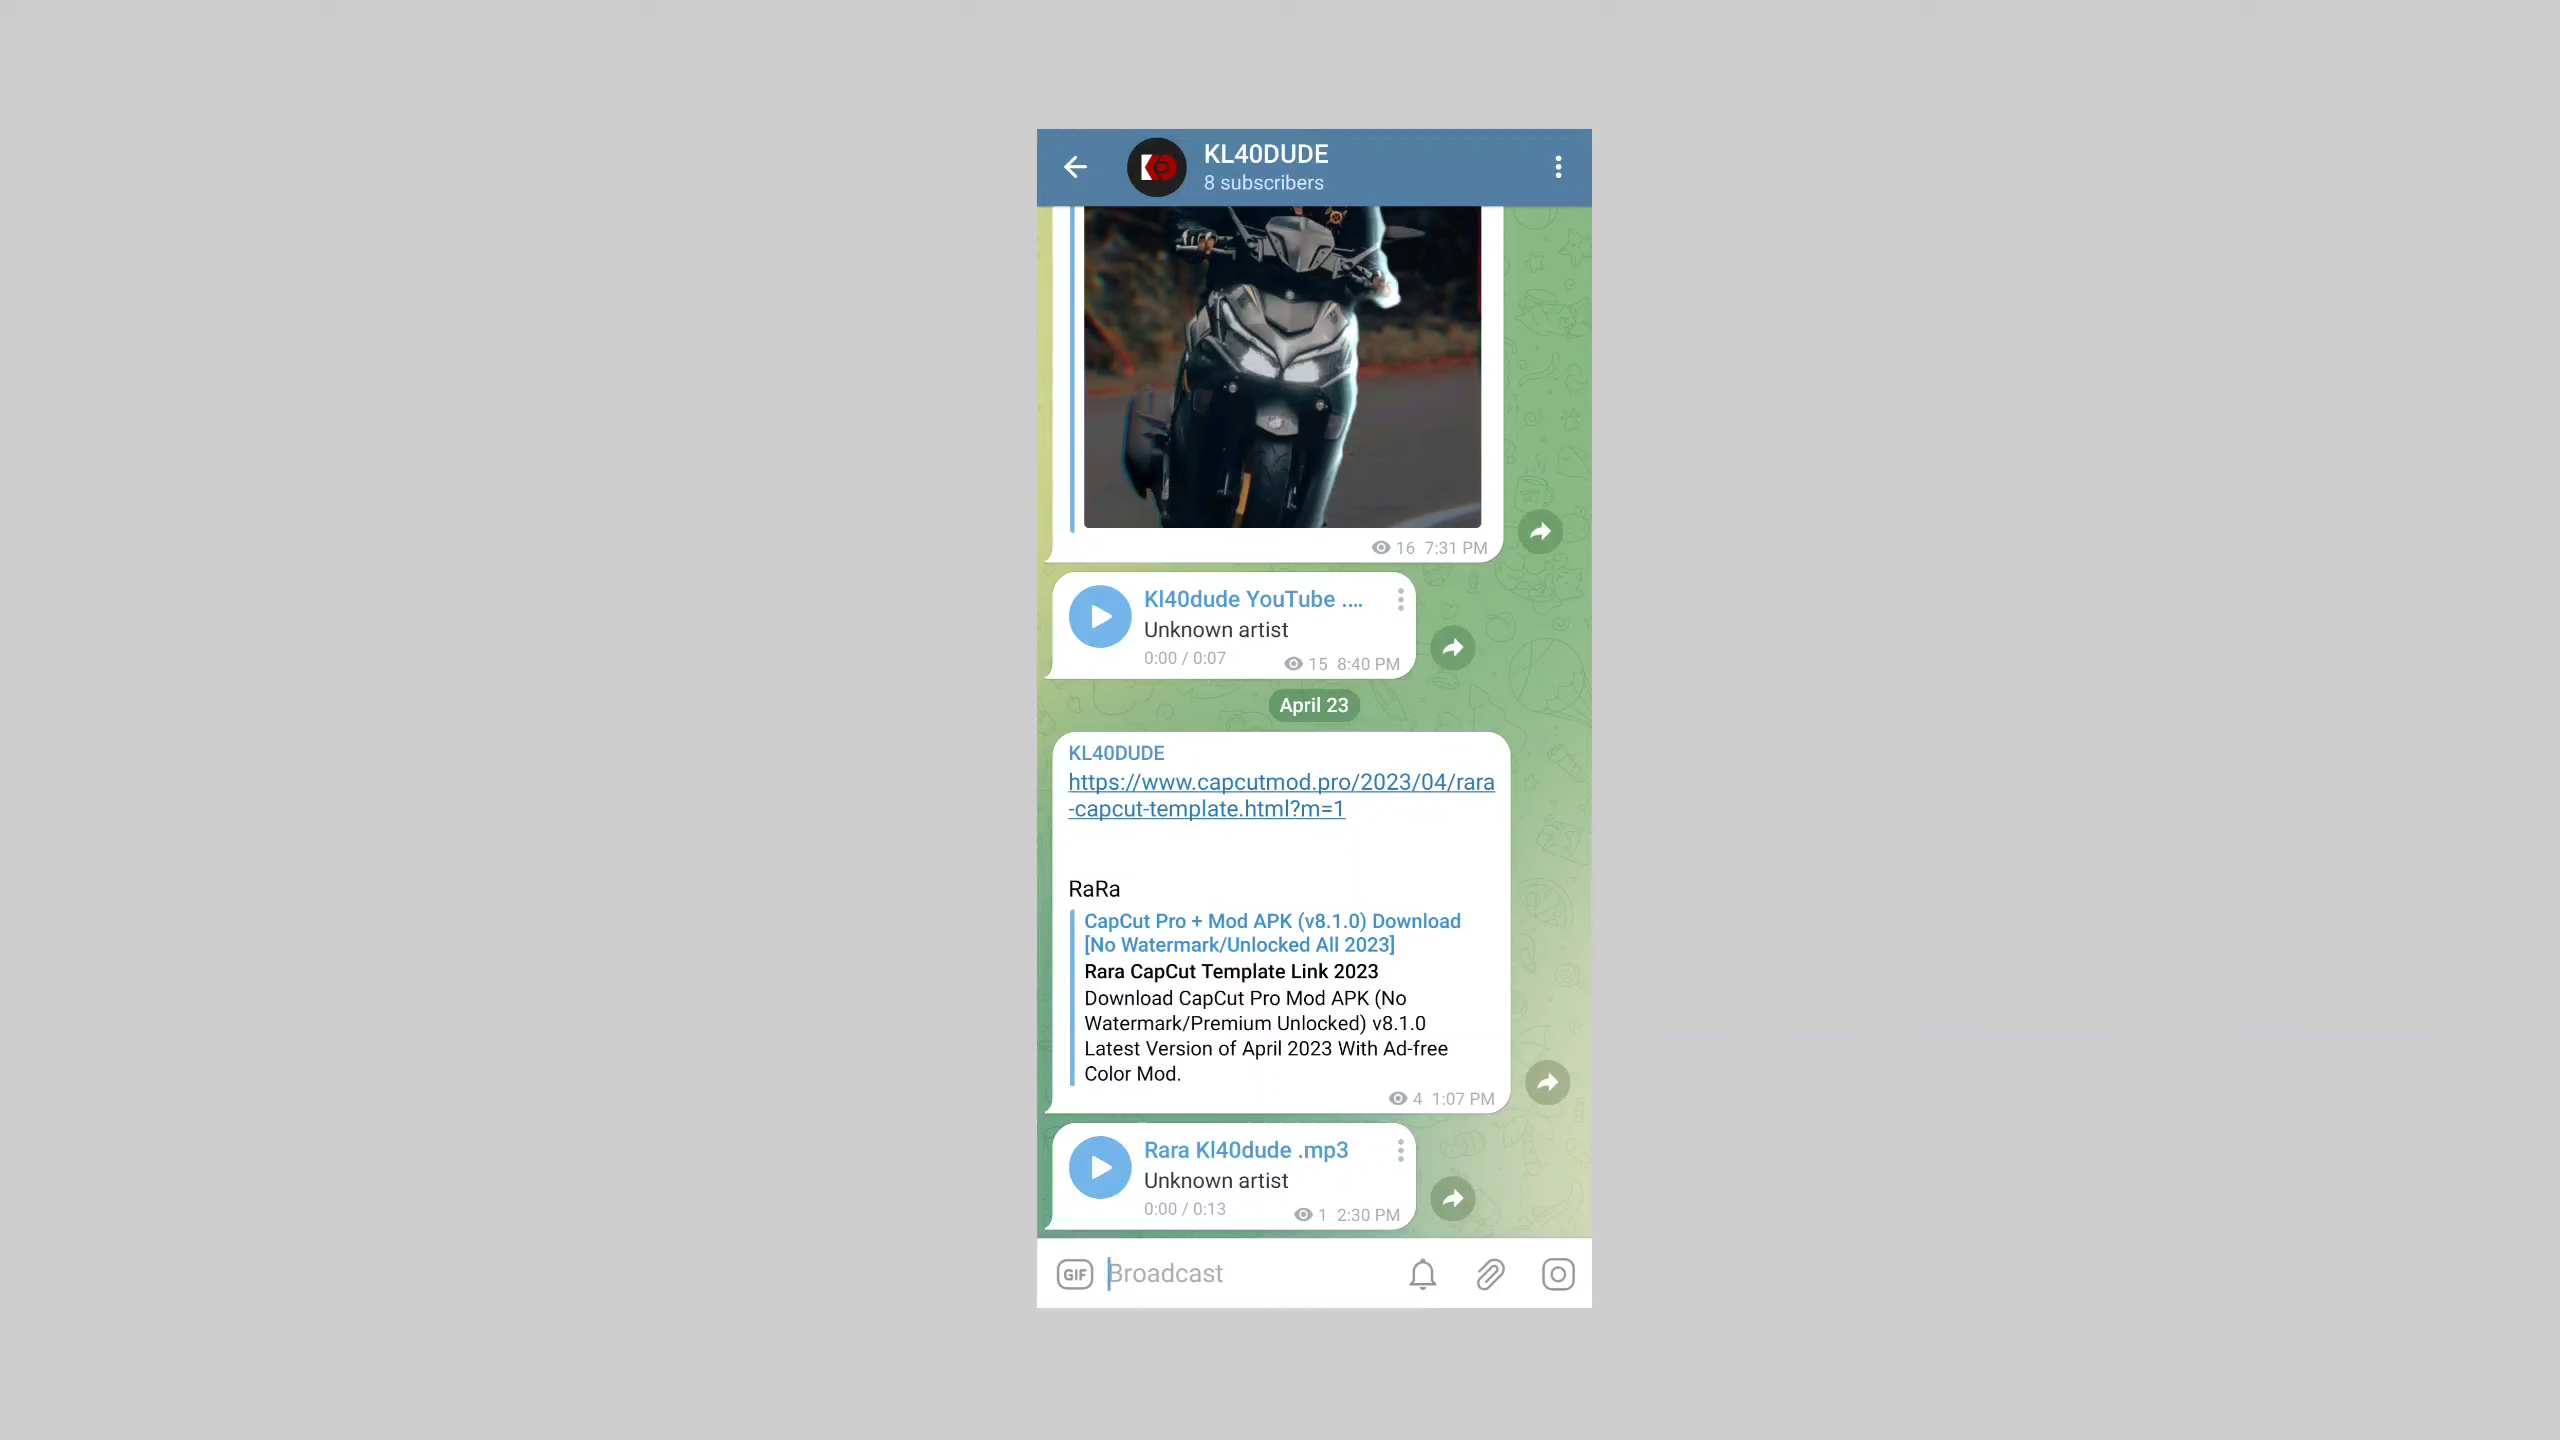 KL40DUDE
8 subscribers
16 7:31 PM
Kl40dude YouTube ....
Unknown artist
0:00 / 0:07
15 8:40 PM
April 23
KL40DUDE
https://www.capcutmod.pro/2023/04/rara
-capcut-template.html?m=1
RaRa
CapCut Pro + Mod APK (v8.1.0) Download
[No Watermark/Unlocked All 2023]
Rara CapCut Template Link 2023
Download CapCut Pro Mod APK (No
Watermark/Premium Unlocked) v8.1.0
Latest Version of April 2023 With Ad-free
Color Mod.
4 1:07 PM
Rara Kl40dude .mp3
Unknown artist
0:00 / 0:13
1 2:30 PM
GIF
Broadcast